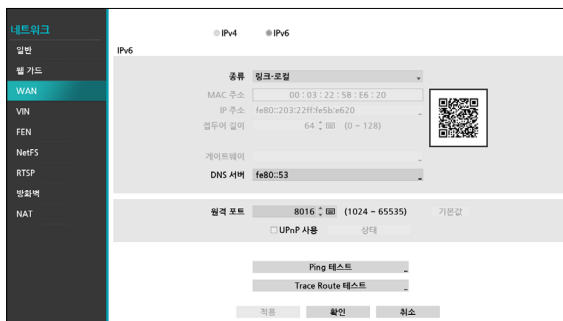 네트워크
일반
웹 가드
WAN
VIN
FEN
NetFS
RTSP
방화벽
NAT
IPv4 IPv6
IPv6
종류 링크-로컬
MAC 주소 00 : 03 : 22 : 5B : E6 : 20
IP 주소 fe80::203:22ff:fe5b:e620
접두어 길이 64 (0 ~ 128)
게이트웨이
DNS 서버 fe80::53
원격 포트 8016 (1024 ~ 65535) 기본값
UPnP 사용 상태
Ping 테스트
Trace Route 테스트
적용 확인 취소